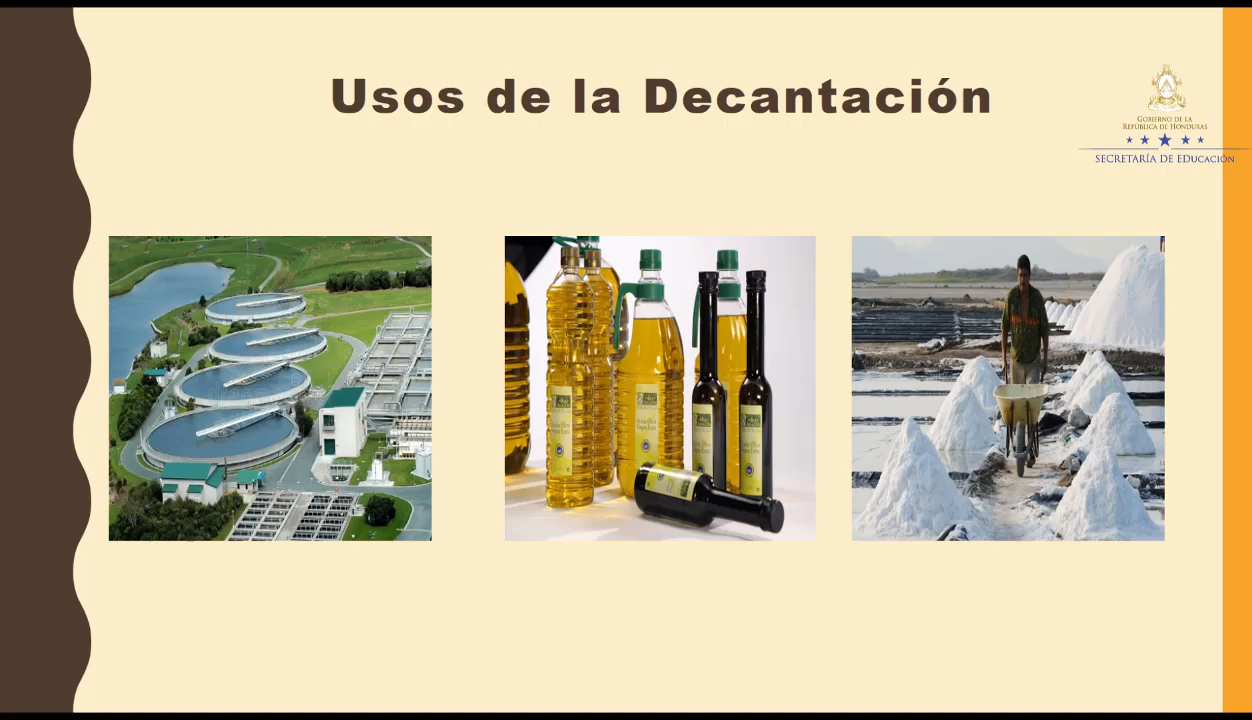 Usos de la Decantación
GOBIERNO DE LA
REPÚBLICA DE HONDURAS
SECRETARÍA DE EDUCACIÓN